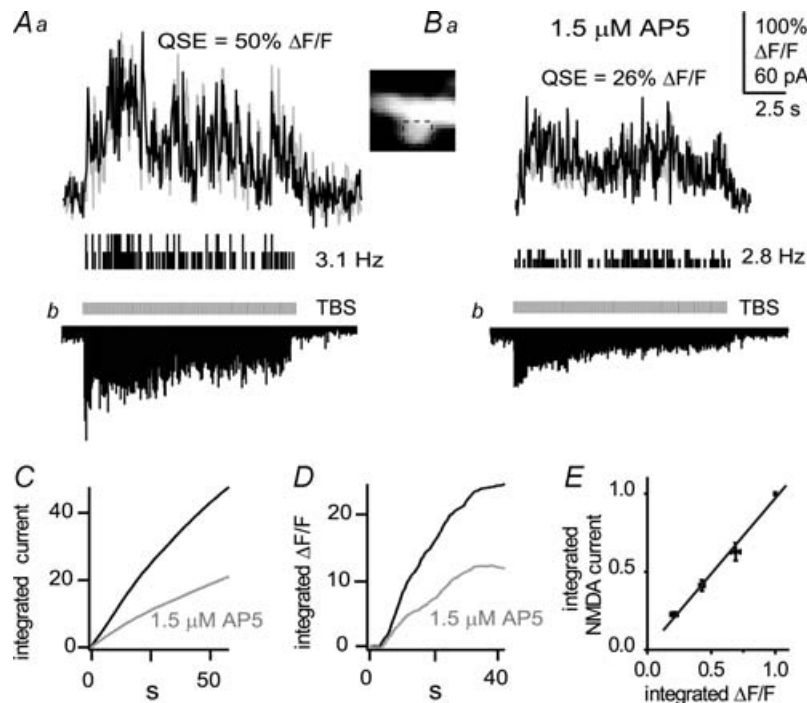 Aa
QSE = 50% ΔF/F
Ba
1.5 μM AP5
QSE = 26% ΔF/F
100%
ΔF/F
60 pA
2.5 s
3.1 Hz
2.8 Hz
b
TBS
b
TBS
C
integrated current
40
20
0
1.5 μM AP5
0
50
s
D
integrated ΔF/F
20
10
0
1.5 μM AP5
0
20
40
s
E
integrated
NMDA current
1.0
0.5
0.0
0.0
0.5
1.0
integrated ΔF/F